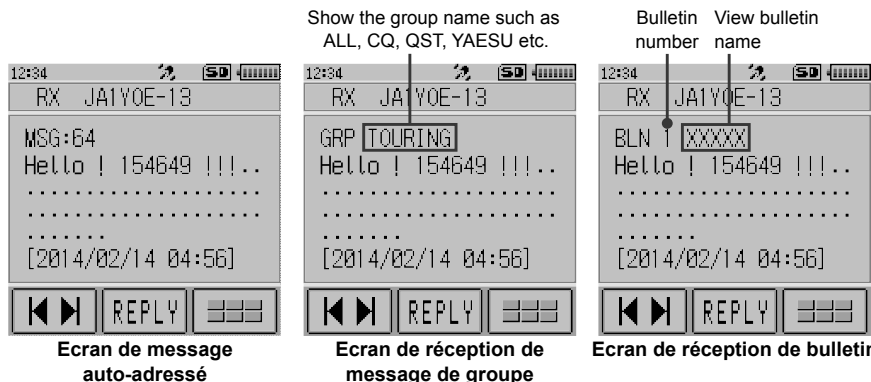 Show the group name such as
ALL, CQ, QST, YAESU etc.
Bulletin
number
View bulletin
name
12:34
SD
RX JA1YOE-13
MSG:64
Hello ! 154649 !!!..
....................
....................
.......
[2014/02/14 04:56]
REPLY
Ecran de message
auto-adressé
12:34
SD
RX JA1YOE-13
GRP TOURING
Hello ! 154649 !!!..
....................
....................
.......
[2014/02/14 04:56]
REPLY
Ecran de réception de
message de groupe
12:34
SD
RX JA1YOE-13
BLN 1 XXXXX
Hello ! 154649 !!!..
....................
....................
.......
[2014/02/14 04:56]
REPLY
Ecran de réception de bulletin